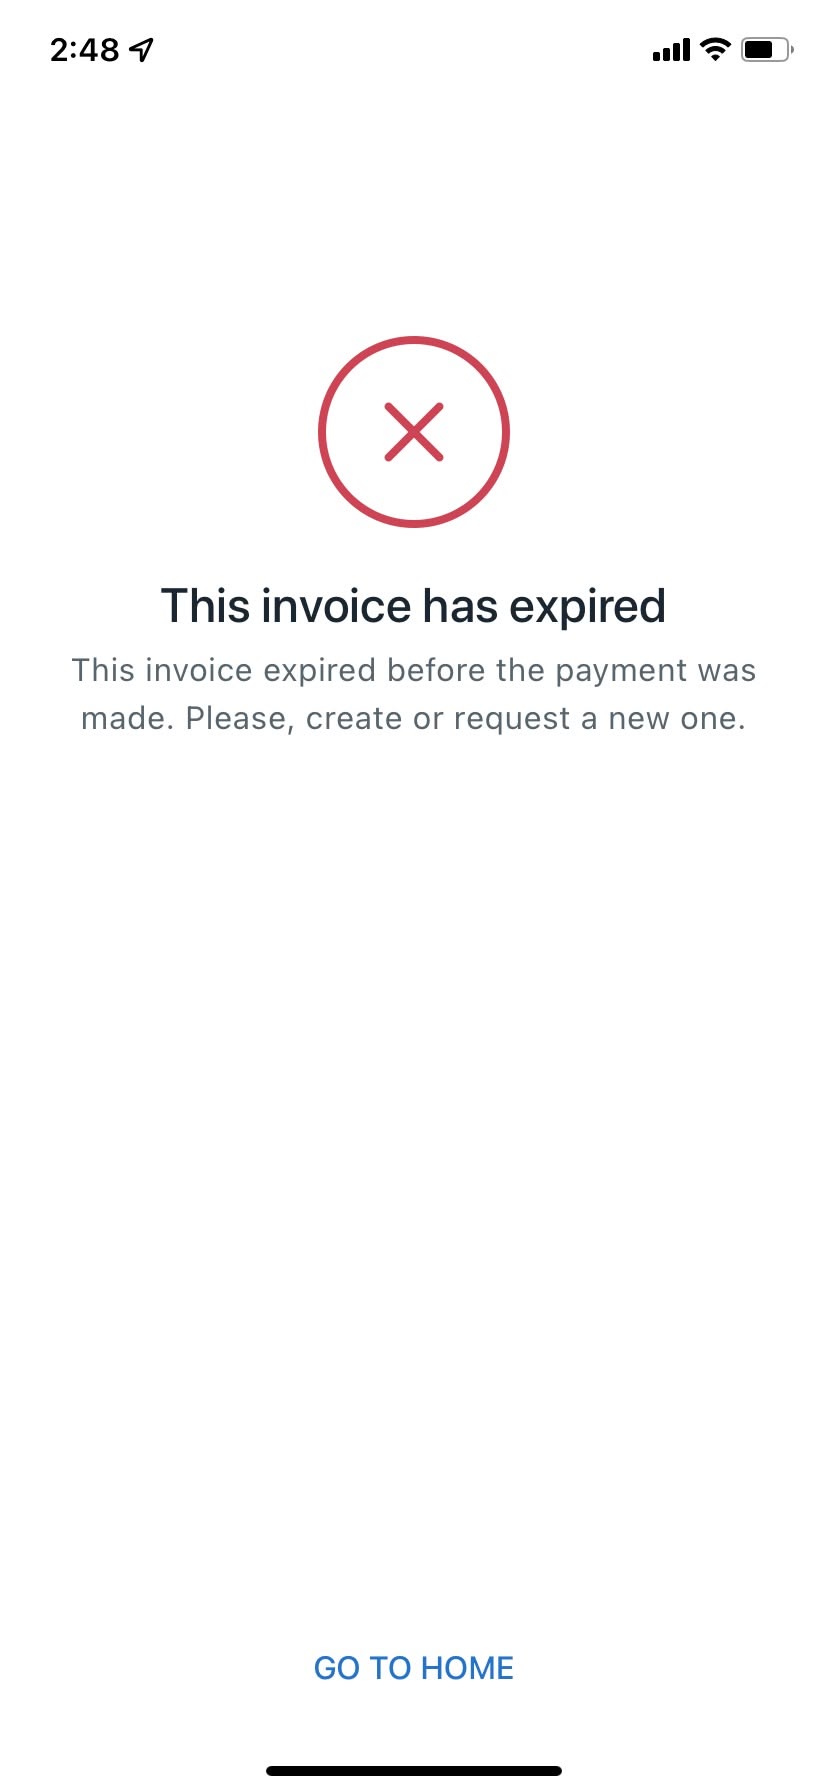 2:48
This invoice has expired
This invoice expired before the payment was
made. Please, create or request a new one.
GO TO HOME